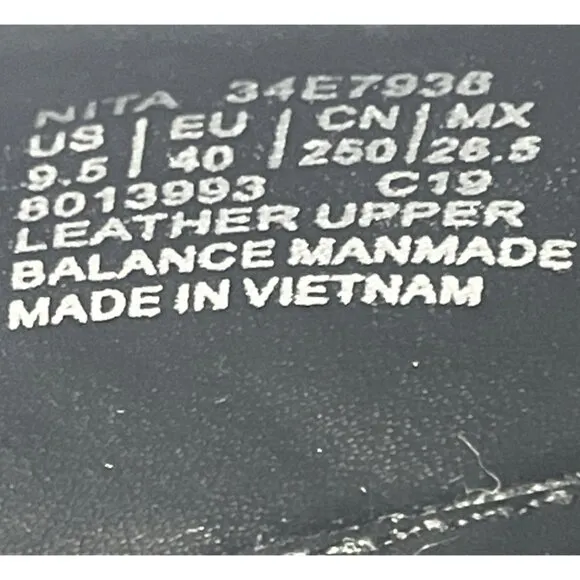 NITA 34E7938
US | EU | CN | MX
9.5 | 40 | 250 | 26.5
8013993 C19
LEATHER UPPER
BALANCE MANMADE
MADE IN VIETNAM